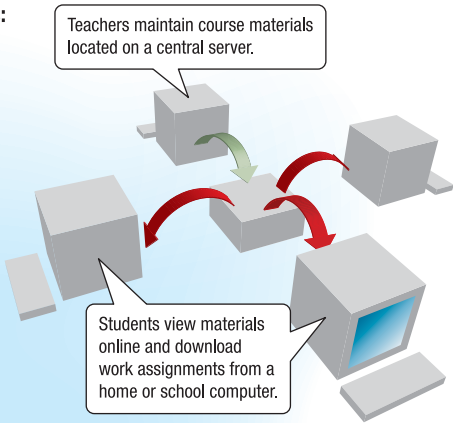 :
Teachers maintain course materials
located on a central server.
Students view materials
online and download
work assignments from a
home or school computer.